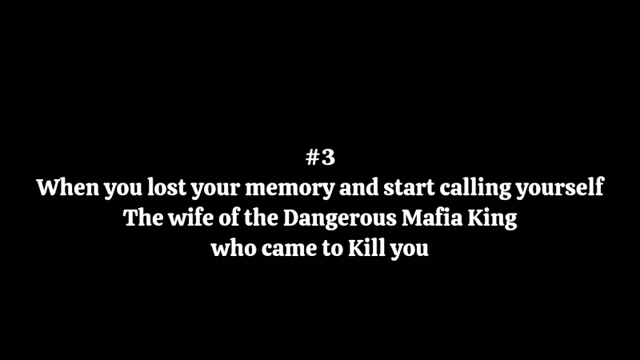 #3
When you lost your memory and start calling yourself
The wife of the Dangerous Mafia King
who came to Kill you